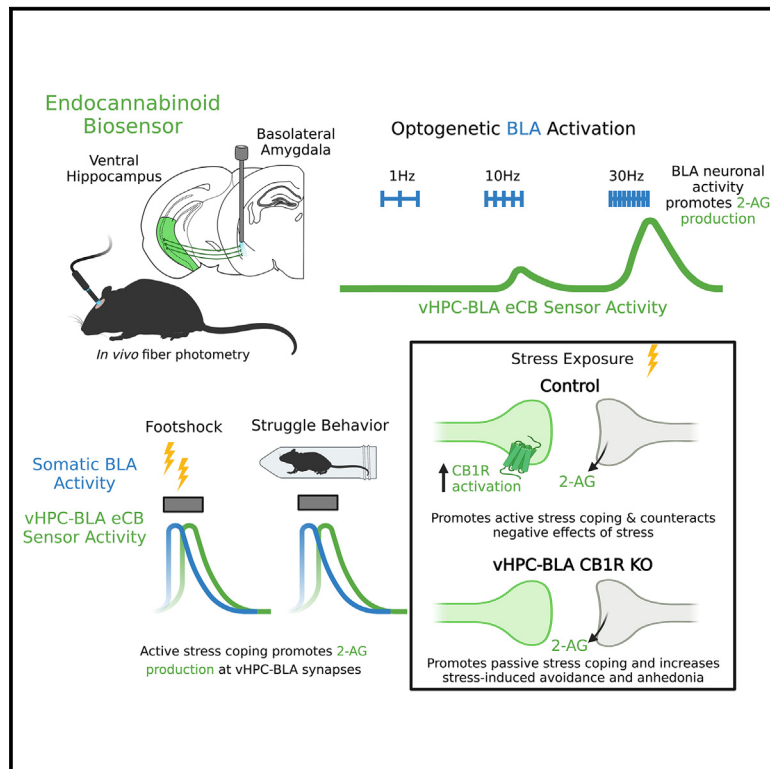 Endocannabinoid
Biosensor
Ventral
Hippocampus
Basolateral
Amygdala
In vivo fiber photometry
Optogenetic BLA Activation
1Hz
10Hz
30Hz
BLA neuronal
activity
promotes 2-AG
production
vHPC-BLA eCB Sensor Activity
Footshock
Struggle Behavior
Somatic BLA
Activity
vHPC-BLA eCB
Sensor Activity
Active stress coping promotes 2-AG
production at vHPC-BLA synapses
Stress Exposure
Control
CB1R
activation
2-AG
Promotes active stress coping & counteracts
negative effects of stress
vHPC-BLA CB1R KO
2-AG
Promotes passive stress coping and increases
stress-induced avoidance and anhedonia